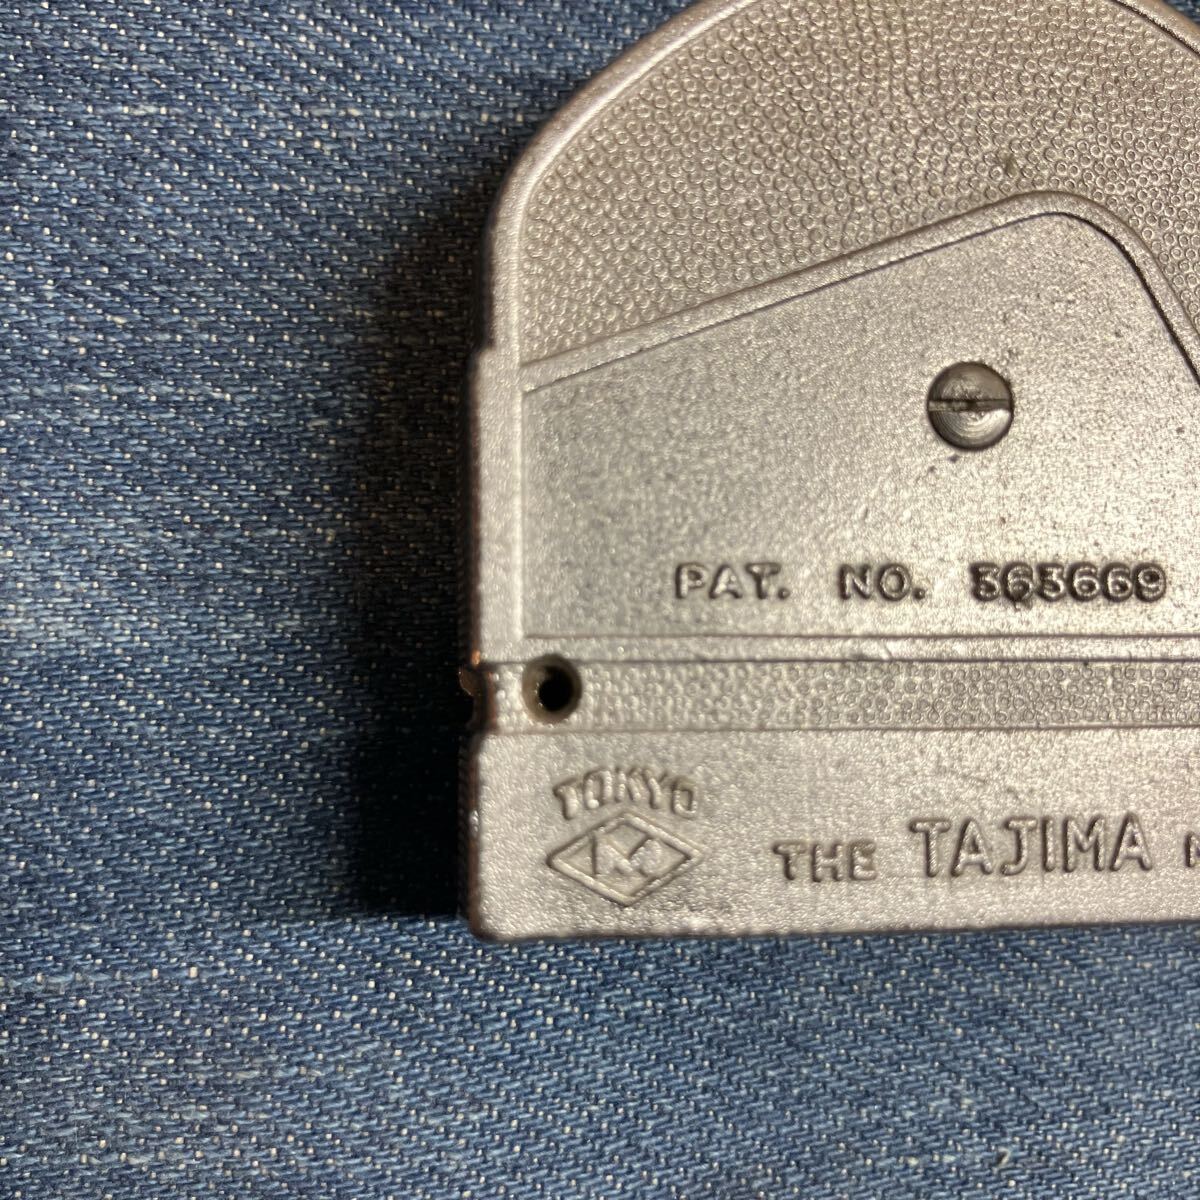 PAT. NO. 363669
TOKYO
THE TAJIMA